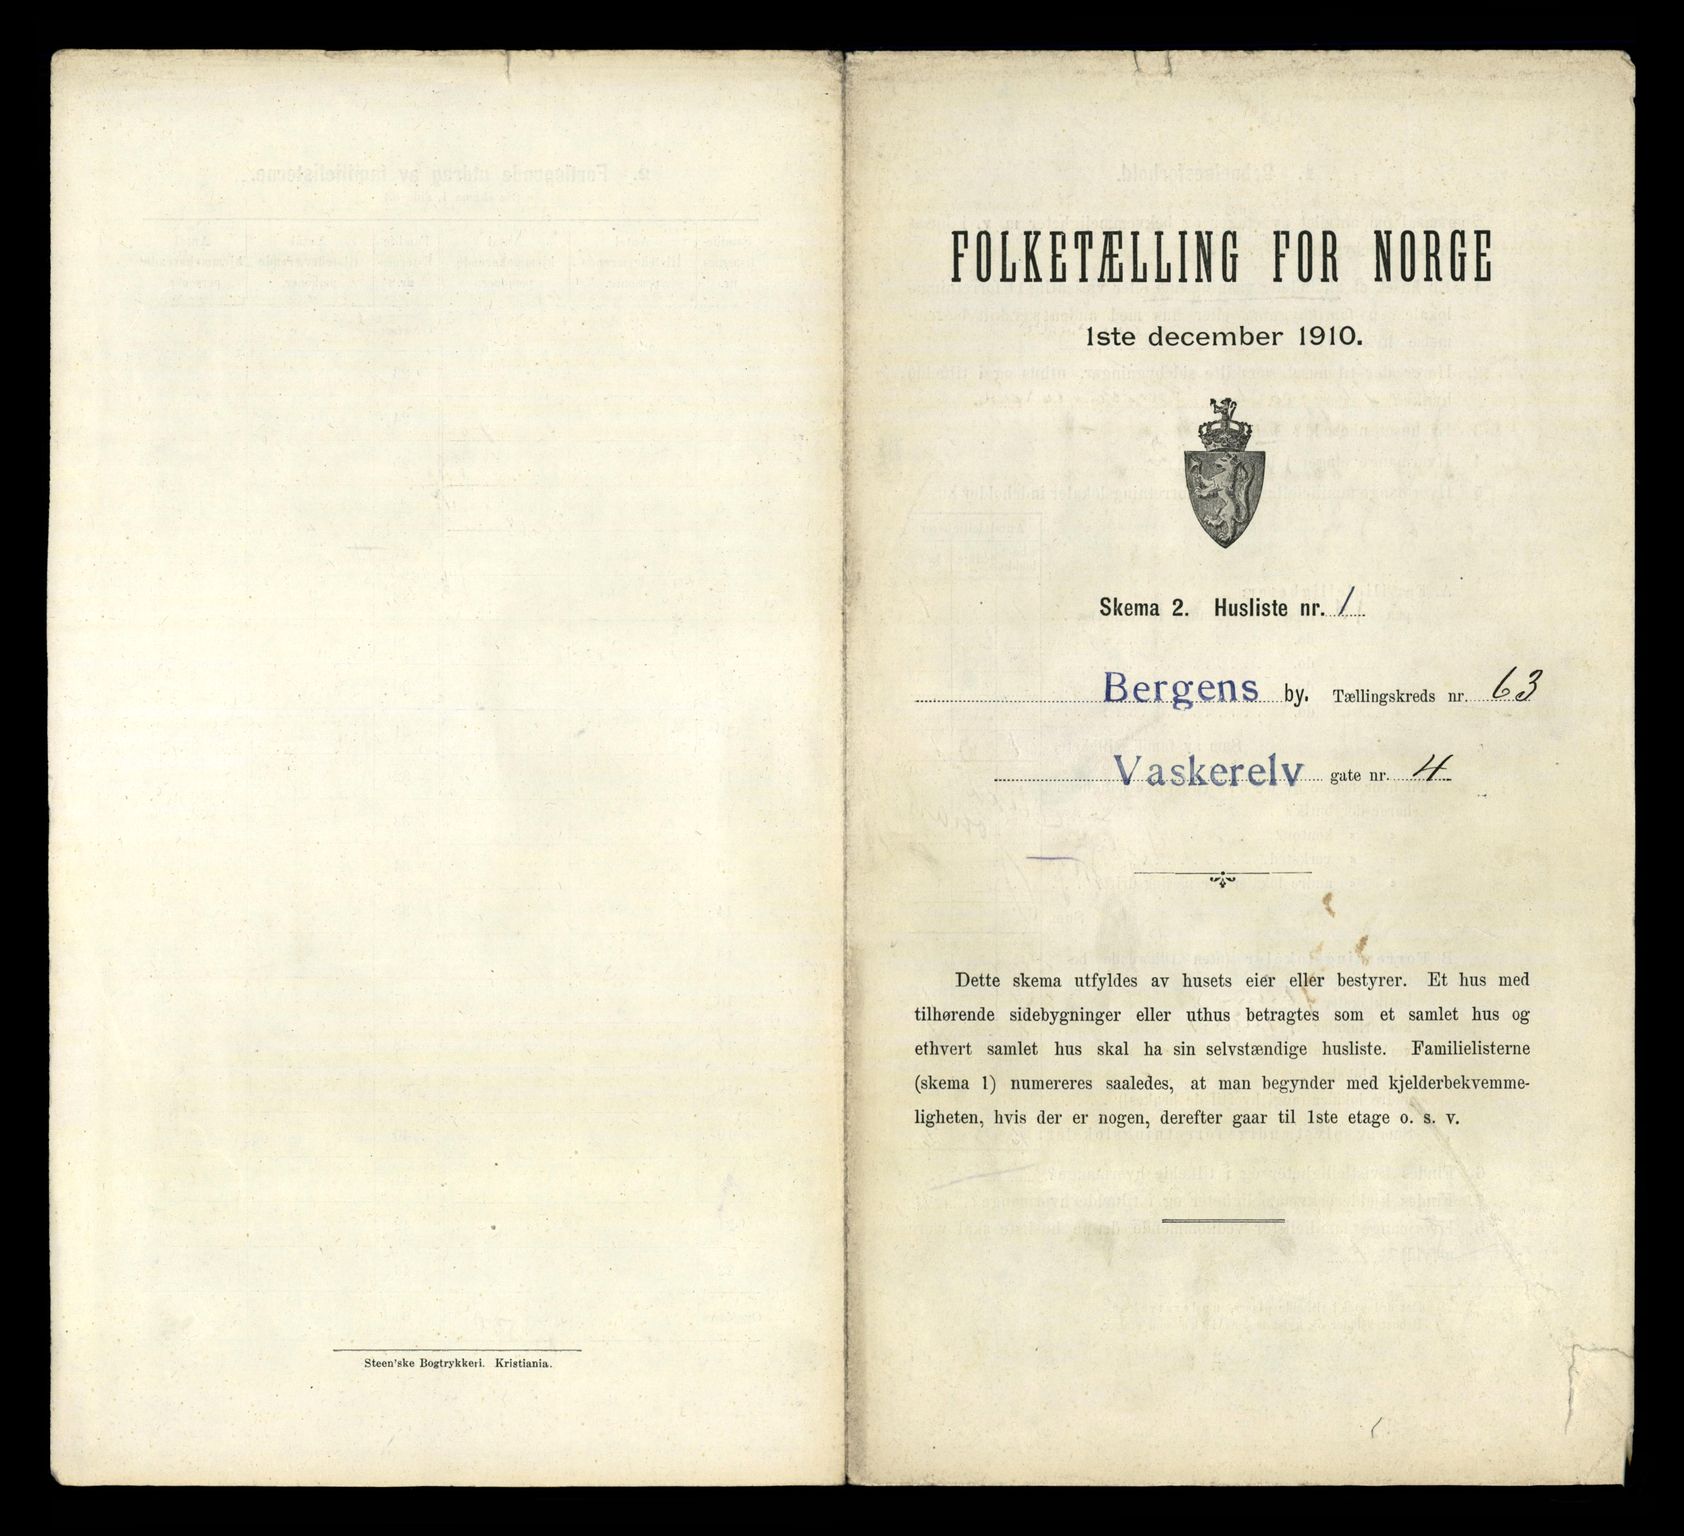 Steen'ske Bogtrykkeri. Kristiania.
FOLKETÆLLING FOR NORGE
1ste december 1910.
Skema 2. Husliste nr. 1
Bergens by. Tællingskreds nr. 63
Vaskerelv gate nr. 4
Dette skema utfyldes av husets eier eller bestyrer. Et hus med
tilhørende sidebygninger eller uthus betragtes som et samlet hus og
ethvert samlet hus skal ha sin selvstændige husliste. Familielisterne
(skema 1) numereres saaledes, at man begynder med kjelderbekvemme-
ligheten, hvis der er nogen, derefter gaar til 1ste etage o. s. v.